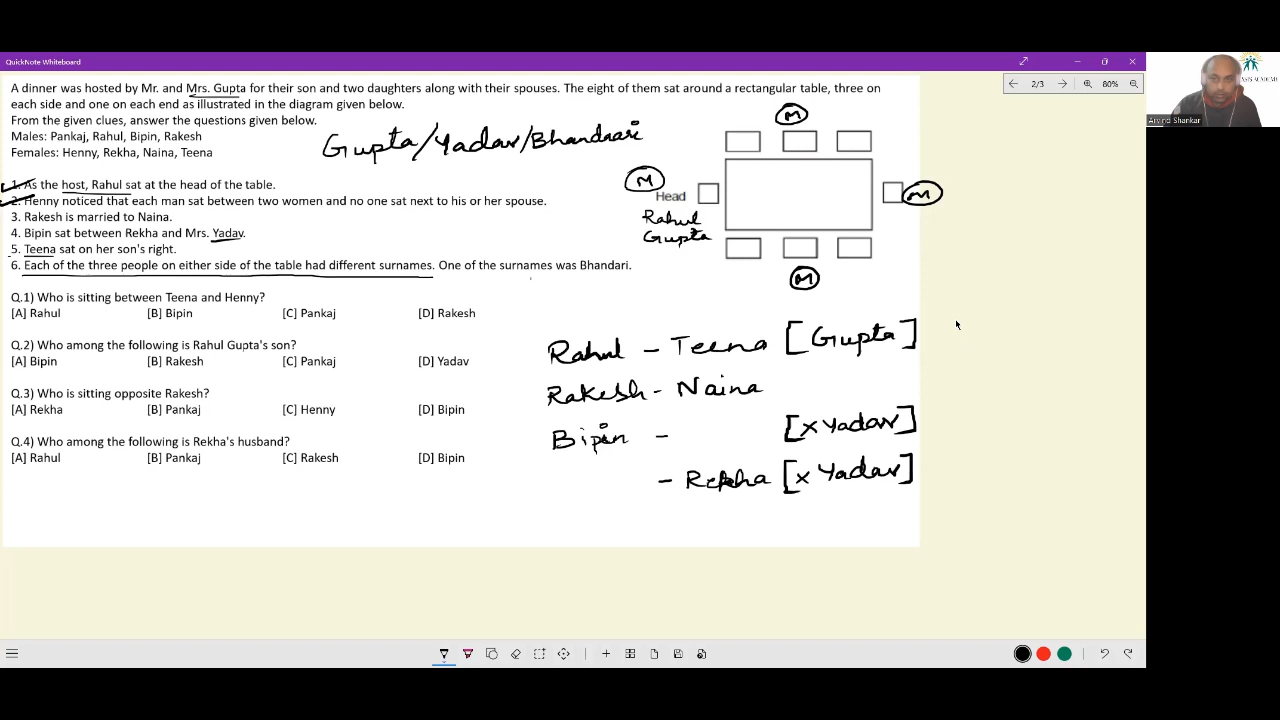 QuickNote Whiteboard
A dinner was hosted by Mr. and Mrs. Gupta for their son and two daughters along with their spouses. The eight of them sat around a rectangular table, three on
each side and one on each end as illustrated in the diagram given below.
From the given clues, answer the questions given below.
Males: Pankaj, Rahul, Bipin, Rakesh
Females: Henny, Rekha, Naina, Teena
Gupta/Yadav/Bhandaari
1. As the host, Rahul sat at the head of the table.
2. Henny noticed that each man sat between two women and no one sat next to his or her spouse.
3. Rakesh is married to Naina.
4. Bipin sat between Rekha and Mrs. Yadav.
5. Teena sat on her son's right.
6. Each of the three people on either side of the table had different surnames. One of the surnames was Bhandari.
2/3
80%
M
M
Head
M
Rahul
Gupta
M
Q.1) Who is sitting between Teena and Henny?
[A] Rahul [B] Bipin [C] Pankaj [D] Rakesh
Q.2) Who among the following is Rahul Gupta's son?
[A] Bipin [B] Rakesh [C] Pankaj [D] Yadav
Q.3) Who is sitting opposite Rakesh?
[A] Rekha [B] Pankaj [C] Henny [D] Bipin
Q.4) Who among the following is Rekha's husband?
[A] Rahul [B] Pankaj [C] Rakesh [D] Bipin
Rahul - Teena [Gupta]
Rakesh - Naina
Bipin - [x Yadav]
- Rekha [x Yadav]
Arvind Shankar
ACADEMY